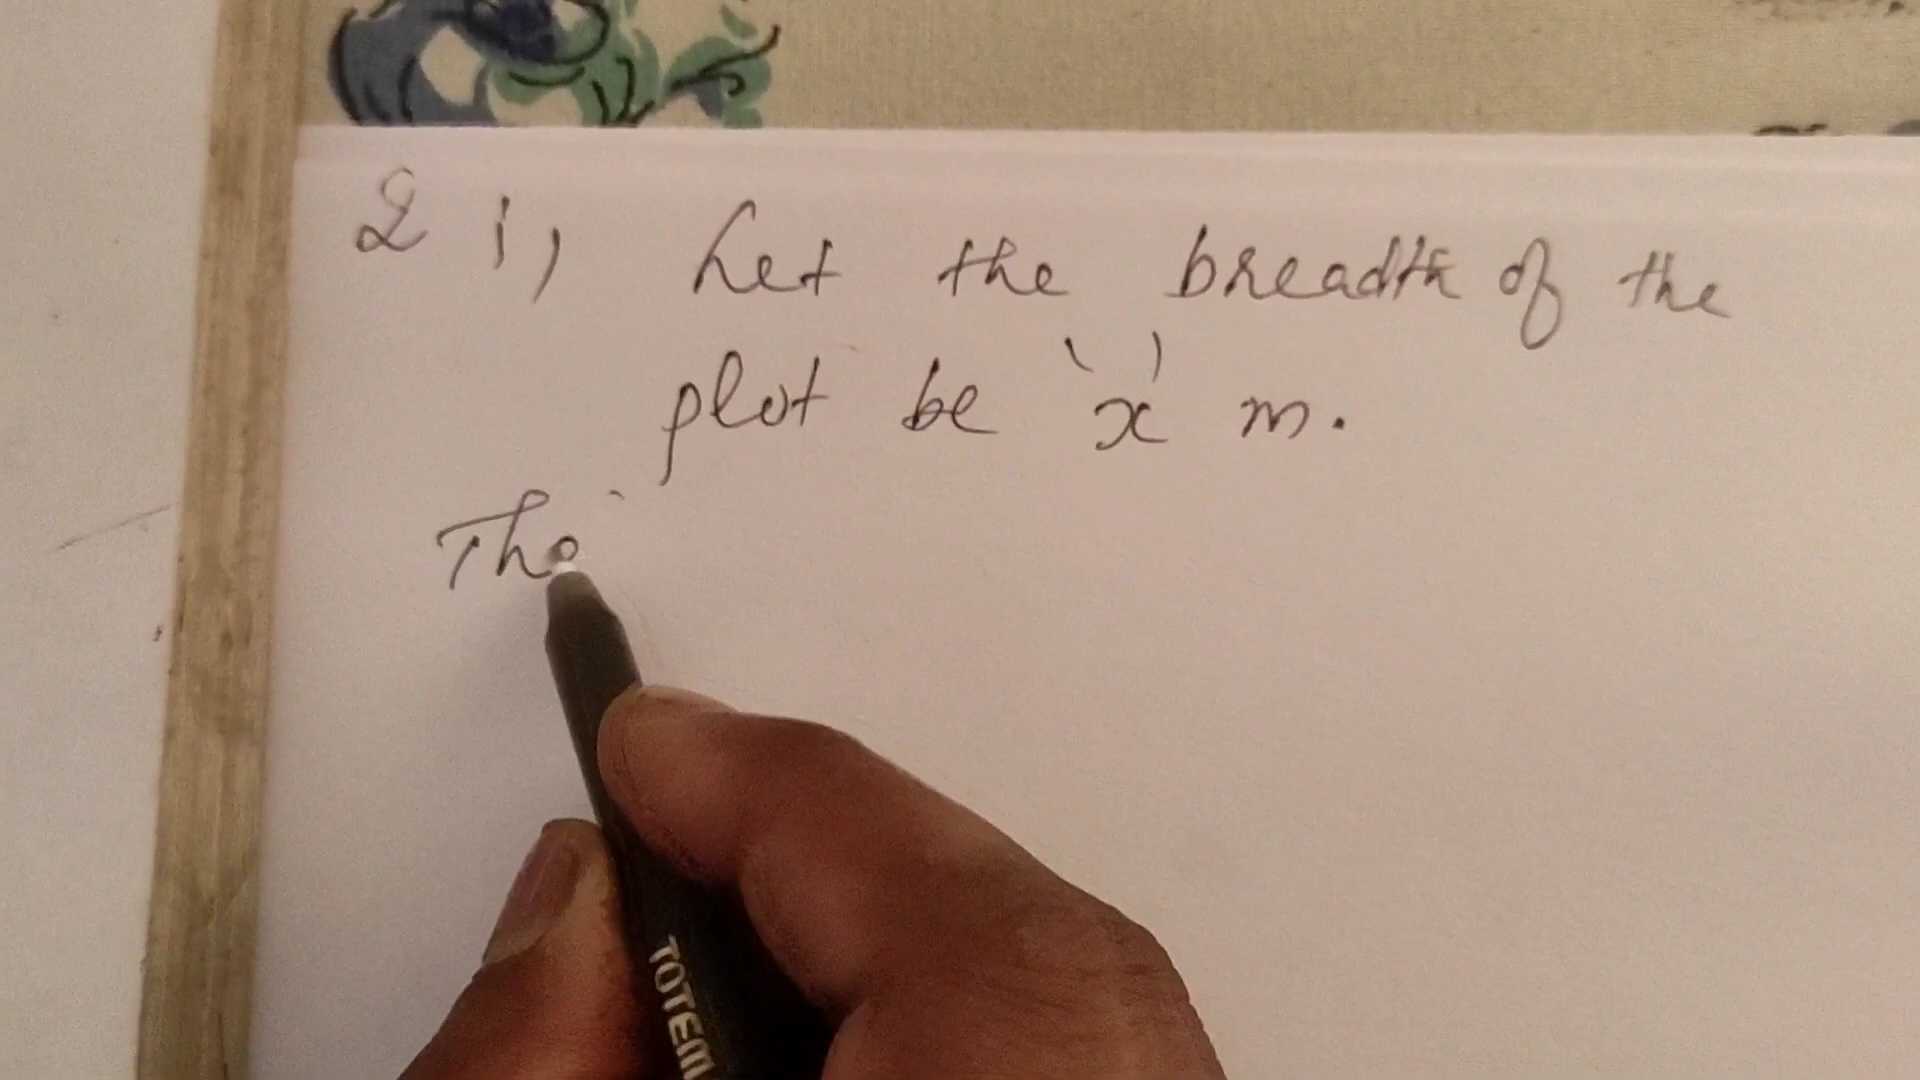 2 i, Let the breadth of the
plot be 'x' m.
The
TOTEM